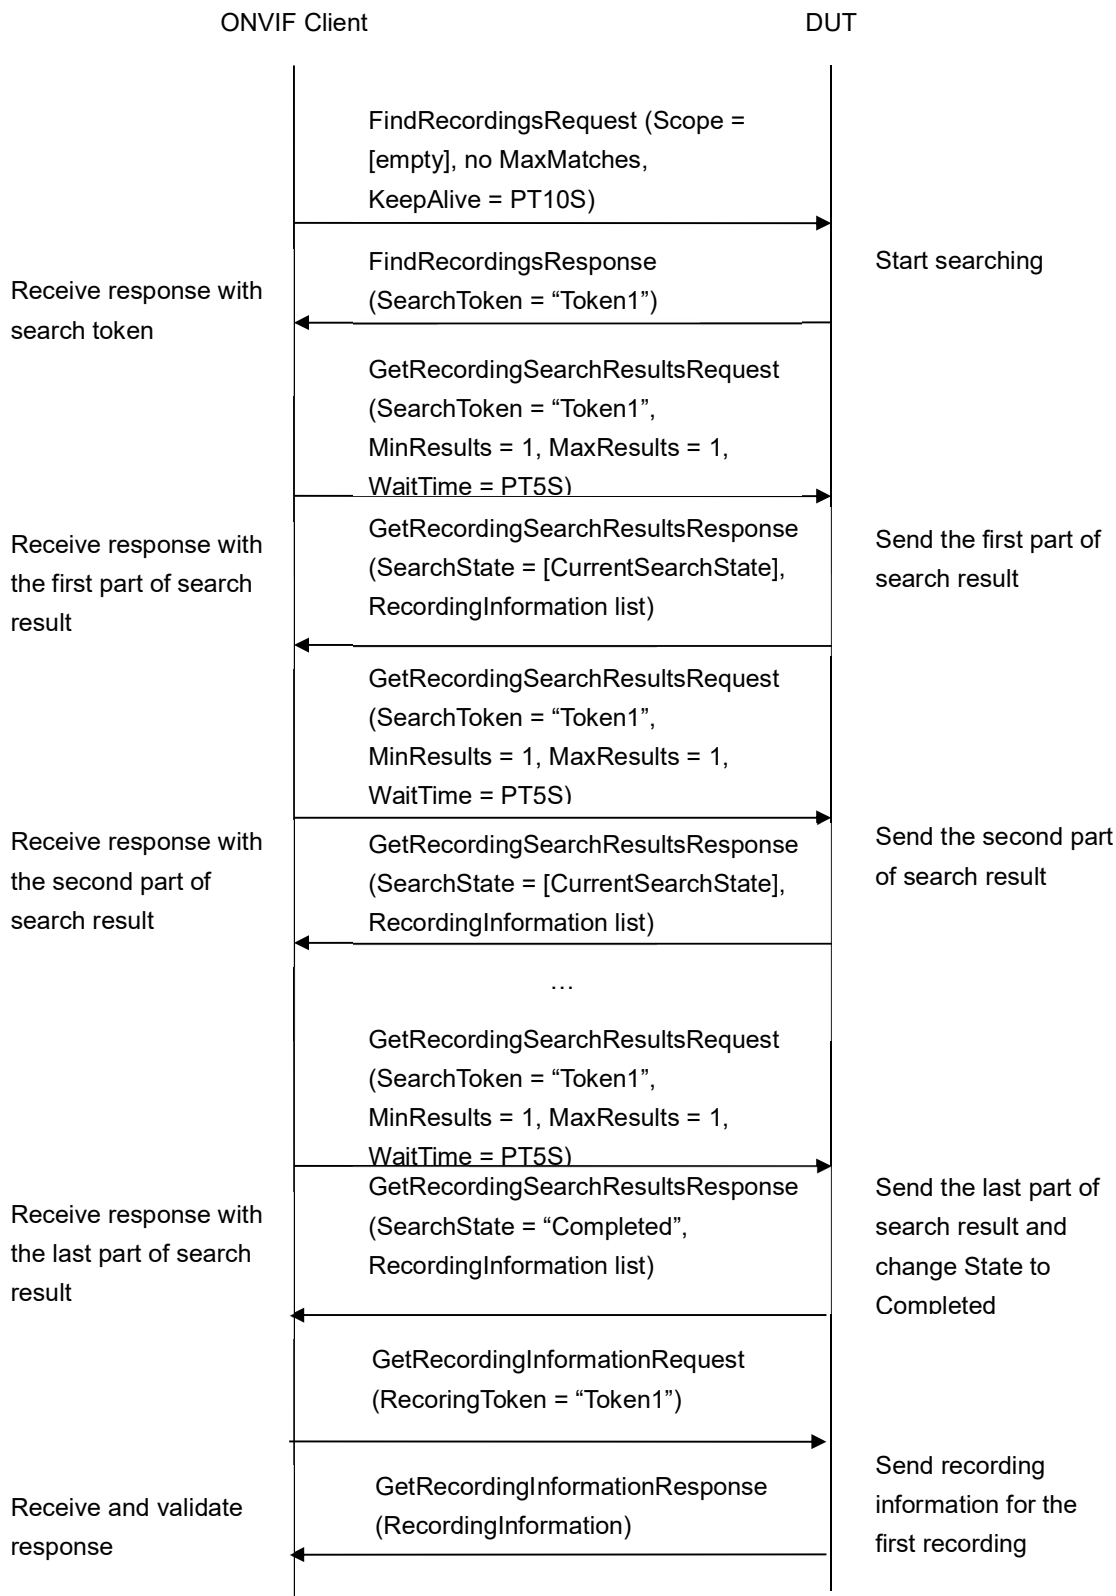 ONVIF Client
DUT
FindRecordingsRequest (Scope =
[empty], no MaxMatches,
KeepAlive = PT10S)
Start searching
FindRecordingsResponse
(SearchToken = “Token1”)
Receive response with
search token
GetRecordingSearchResultsRequest
(SearchToken = “Token1”,
MinResults = 1, MaxResults = 1,
WaitTime = PT5S)
GetRecordingSearchResultsResponse
(SearchState = [CurrentSearchState],
RecordingInformation list)
Send the first part of
search result
Receive response with
the first part of search
result
GetRecordingSearchResultsRequest
(SearchToken = “Token1”,
MinResults = 1, MaxResults = 1,
WaitTime = PT5S)
Send the second part
of search result
Receive response with
the second part of
search result
GetRecordingSearchResultsResponse
(SearchState = [CurrentSearchState],
RecordingInformation list)
…
GetRecordingSearchResultsRequest
(SearchToken = “Token1”,
MinResults = 1, MaxResults = 1,
WaitTime = PT5S)
GetRecordingSearchResultsResponse
(SearchState = “Completed”,
RecordingInformation list)
Send the last part of
search result and
change State to
Completed
Receive response with
the last part of search
result
GetRecordingInformationRequest
(RecoringToken = “Token1”)
Send recording
information for the
first recording
GetRecordingInformationResponse
(RecordingInformation)
Receive and validate
response